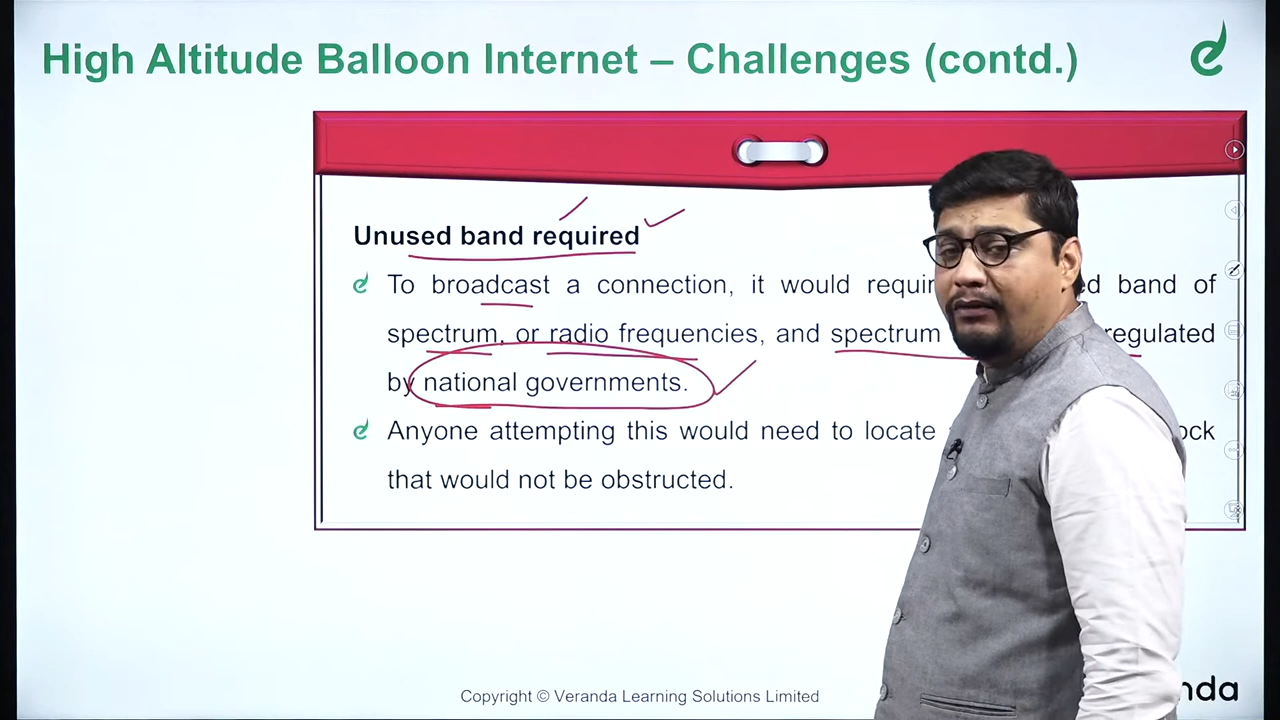 High Altitude Balloon Internet – Challenges (contd.)
Unused band required
To broadcast a connection, it would band of
spectrum, or radio frequencies, and spectrum regulated
by national governments.
Anyone attempting this would need to locate
that would not be obstructed.
Copyright © Veranda Learning Solutions Limited